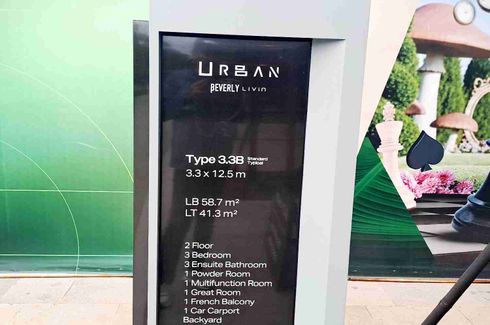 URBAN
BEVERLY LIVIN
Type 3.3B Standard
Typical
3.3 x 12.5 m
LB 58.7 m²
LT 41.3 m²
2 Floor
3 Bedroom
3 Ensuite Bathroom
1 Powder Room
1 Multifunction Room
1 Great Room
1 French Balcony
1 Car Carport
Backyard